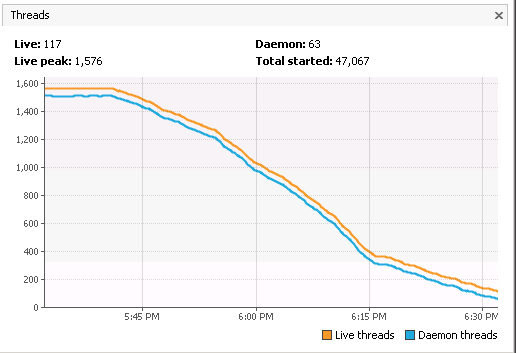 Threads
Live: 117 Daemon: 63
Live peak: 1,576 Total started: 47,067
1,600
1,400
1,200
1,000
800
600
400
200
0
5:45 PM 6:00 PM 6:15 PM 6:30 PM
Live threads Daemon threads